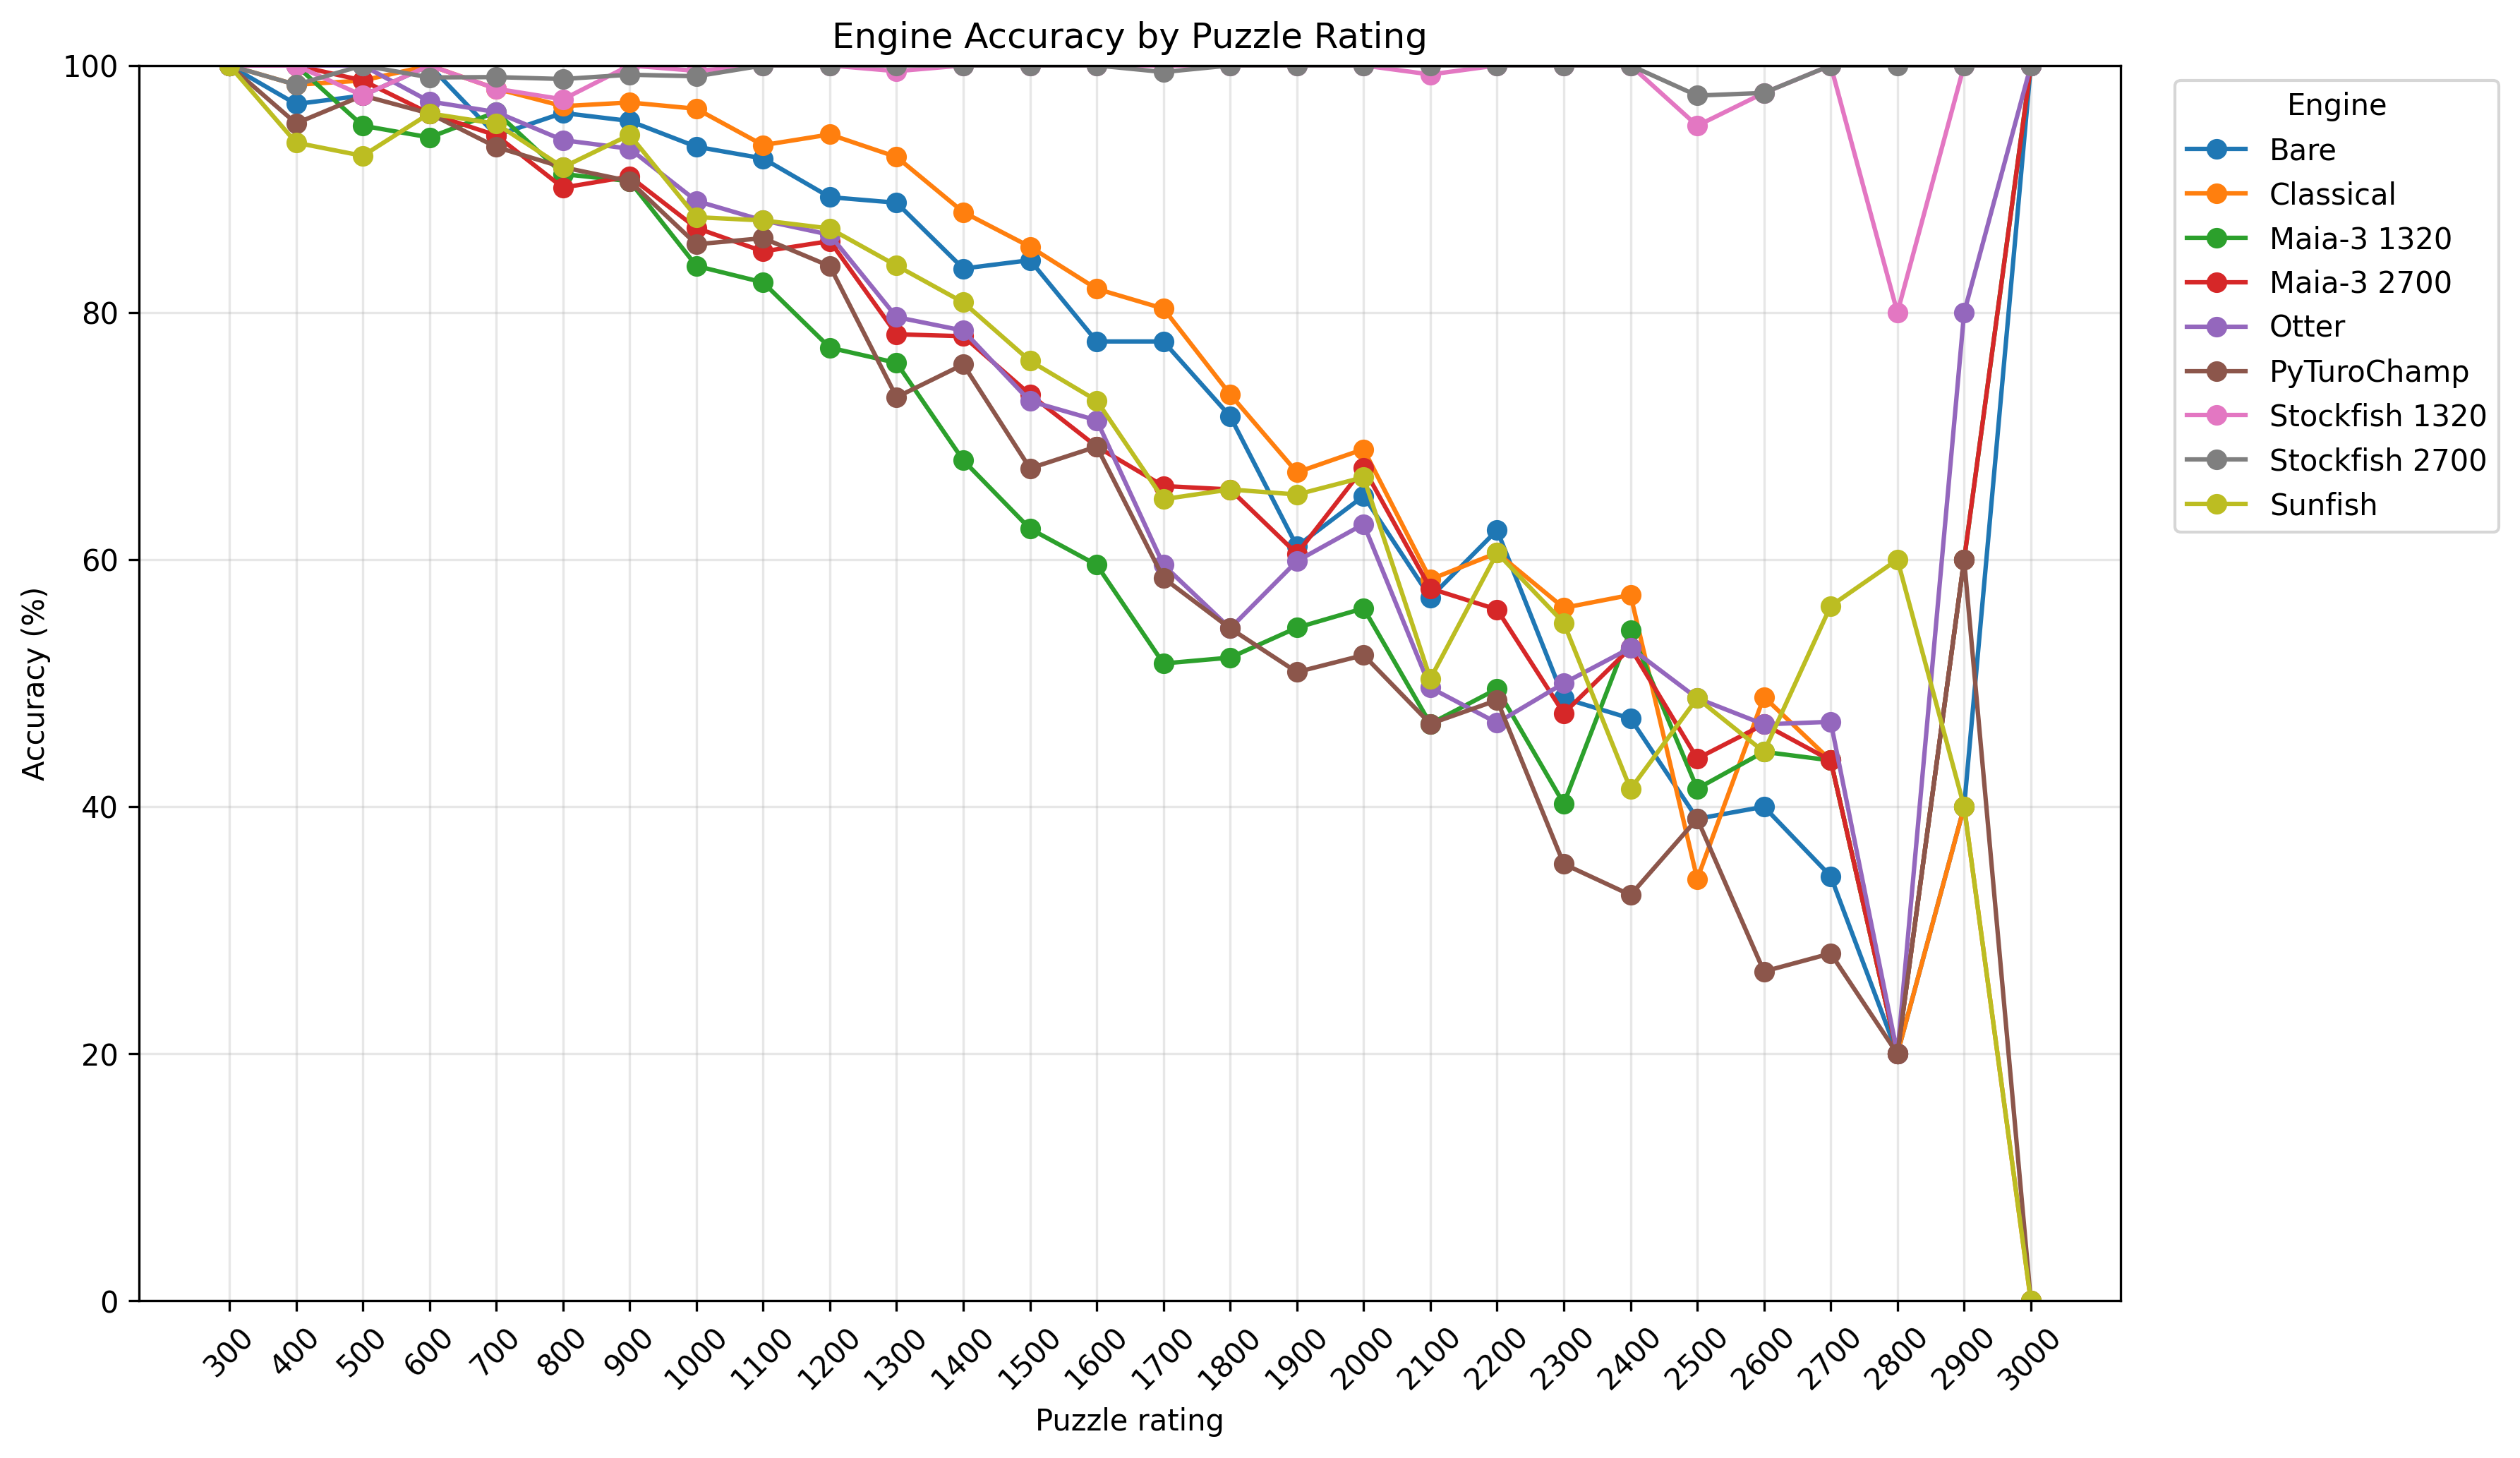 Engine Accuracy by Puzzle Rating
Accuracy (%)
100
80
60
40
20
0
300
400
500
600
700
800
900
1000
1100
1200
1300
1400
1500
1600
1700
1800
1900
2000
2100
2200
2300
2400
2500
2600
2700
2800
2900
3000
Puzzle rating
Engine
Bare
Classical
Maia-3 1320
Maia-3 2700
Otter
PyTuroChamp
Stockfish 1320
Stockfish 2700
Sunfish